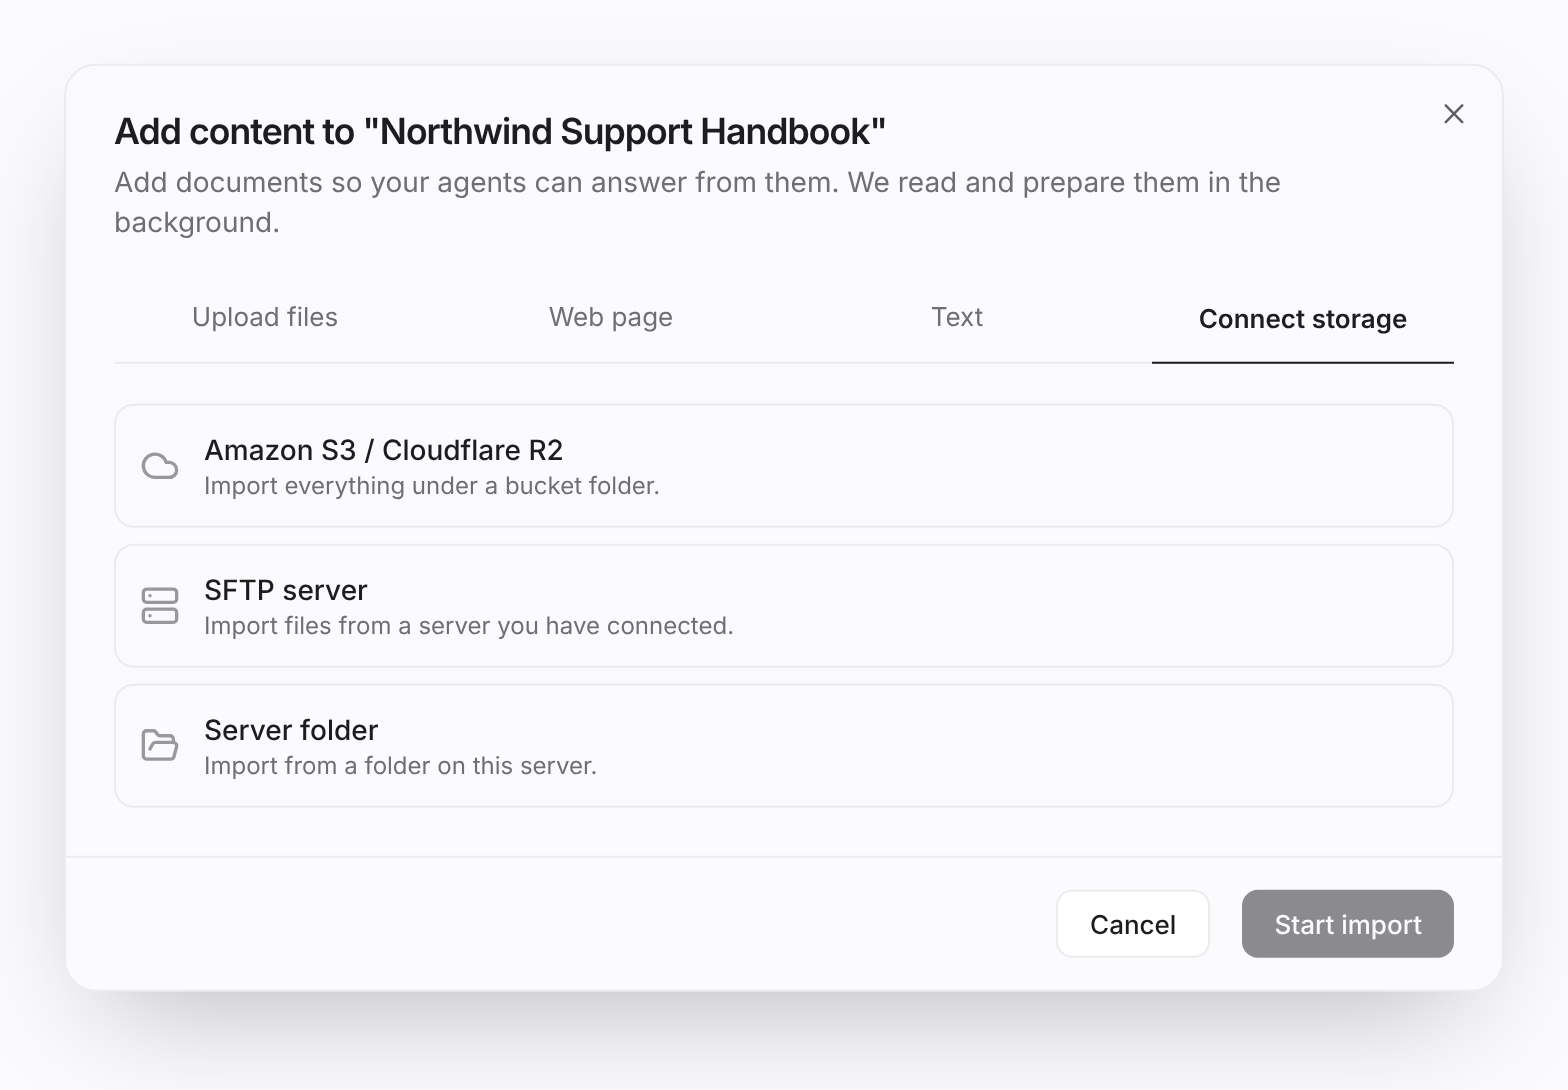 Add content to "Northwind Support Handbook"
Add documents so your agents can answer from them. We read and prepare them in the
background.
Upload files
Web page
Text
Connect storage
Amazon S3 / Cloudflare R2
Import everything under a bucket folder.
SFTP server
Import files from a server you have connected.
Server folder
Import from a folder on this server.
Cancel
Start import